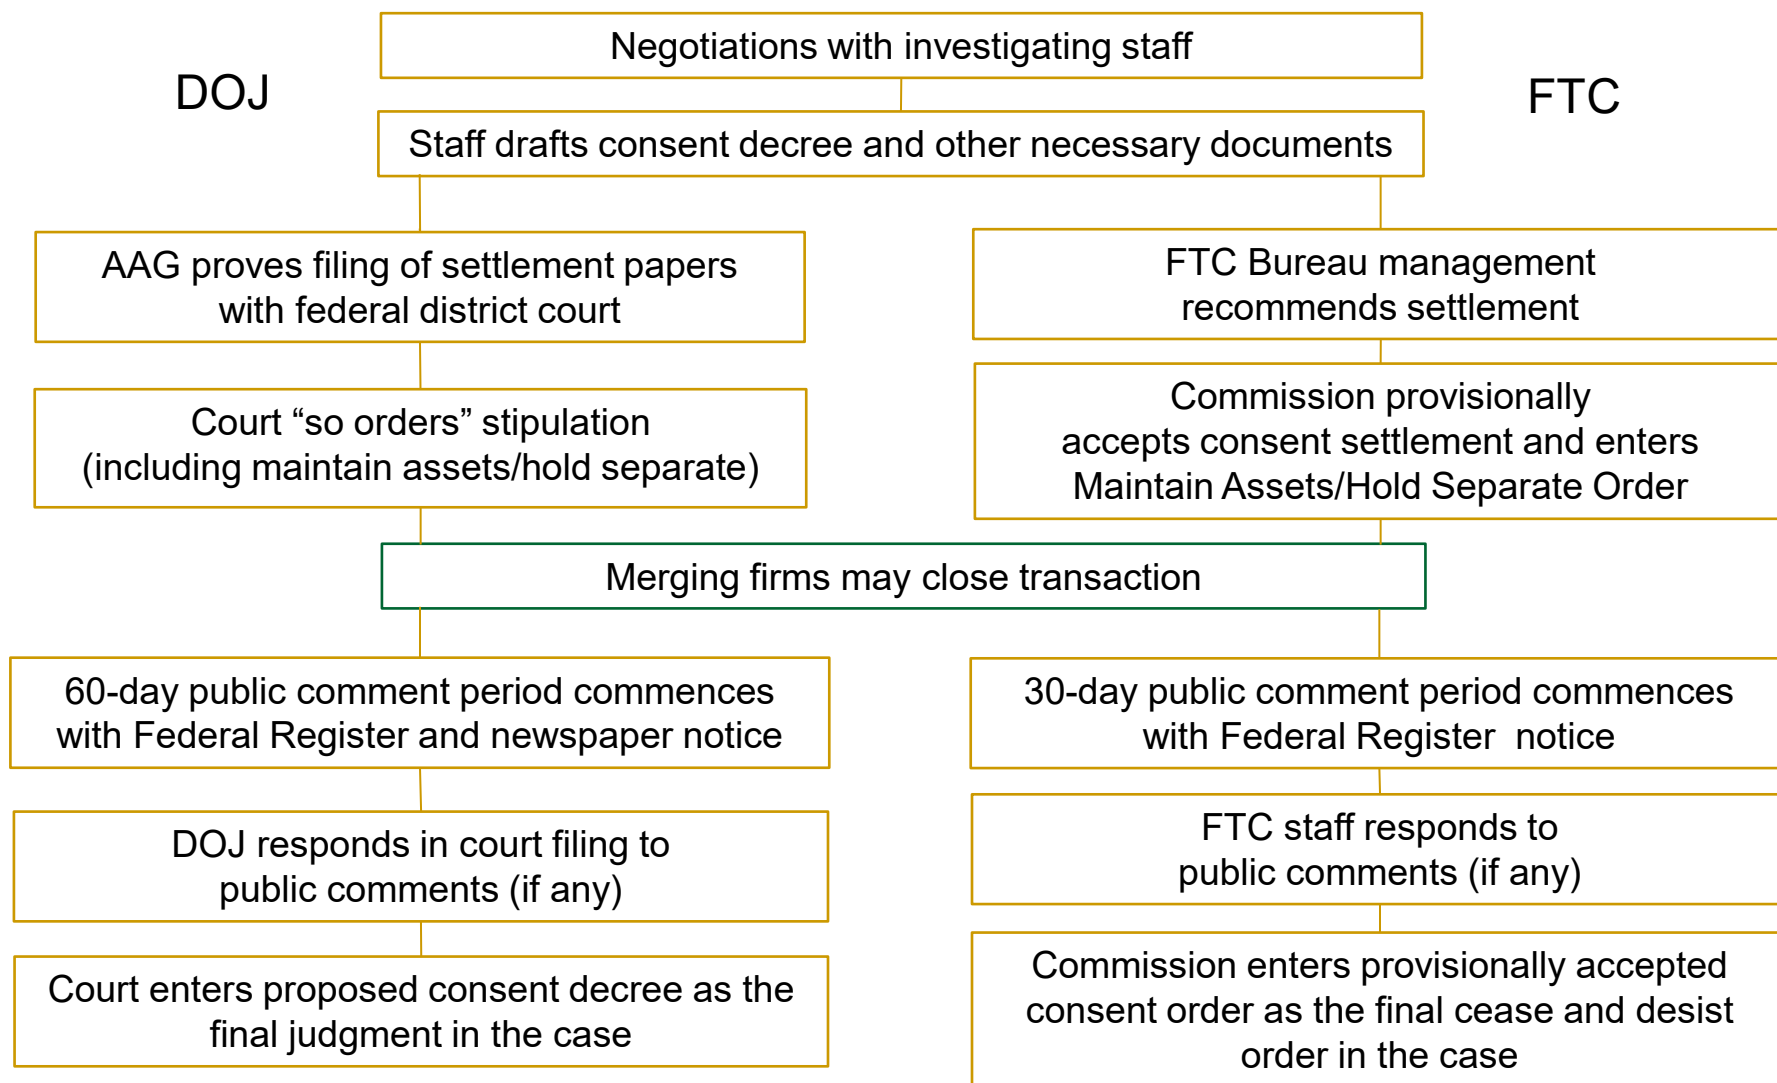 Negotiations with investigating staff
DOJ
FTC
Staff drafts consent decree and other necessary documents
AAG proves filing of settlement papers
with federal district court
FTC Bureau management
recommends settlement
Court “so orders” stipulation
(including maintain assets/hold separate)
Commission provisionally
accepts consent settlement and enters
Maintain Assets/Hold Separate Order
Merging firms may close transaction
60-day public comment period commences
with Federal Register and newspaper notice
30-day public comment period commences
with Federal Register notice
DOJ responds in court filing to
public comments (if any)
FTC staff responds to
public comments (if any)
Court enters proposed consent decree as the
final judgment in the case
Commission enters provisionally accepted
consent order as the final cease and desist
order in the case